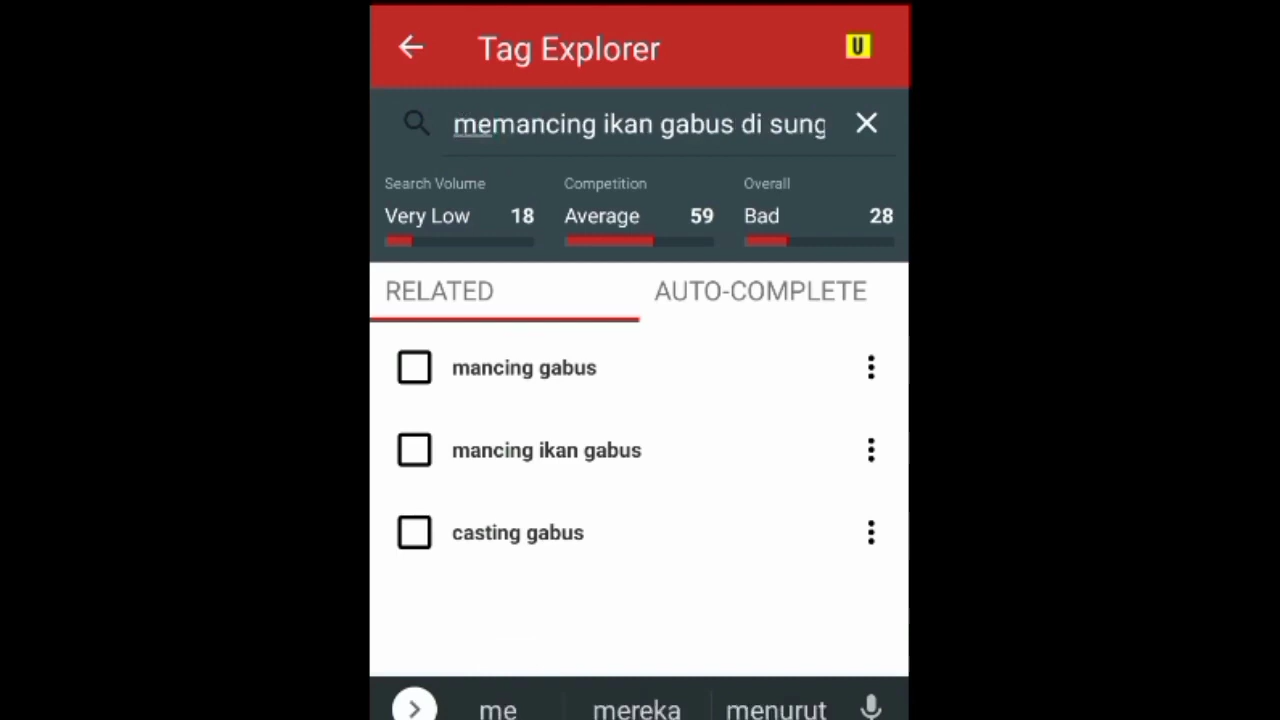 Tag Explorer
U
memancing ikan gabus di sung
Search Volume Competition Overall
Very Low 18 Average 59 Bad 28
RELATED AUTO-COMPLETE
mancing gabus
mancing ikan gabus
casting gabus
me mereka menurut